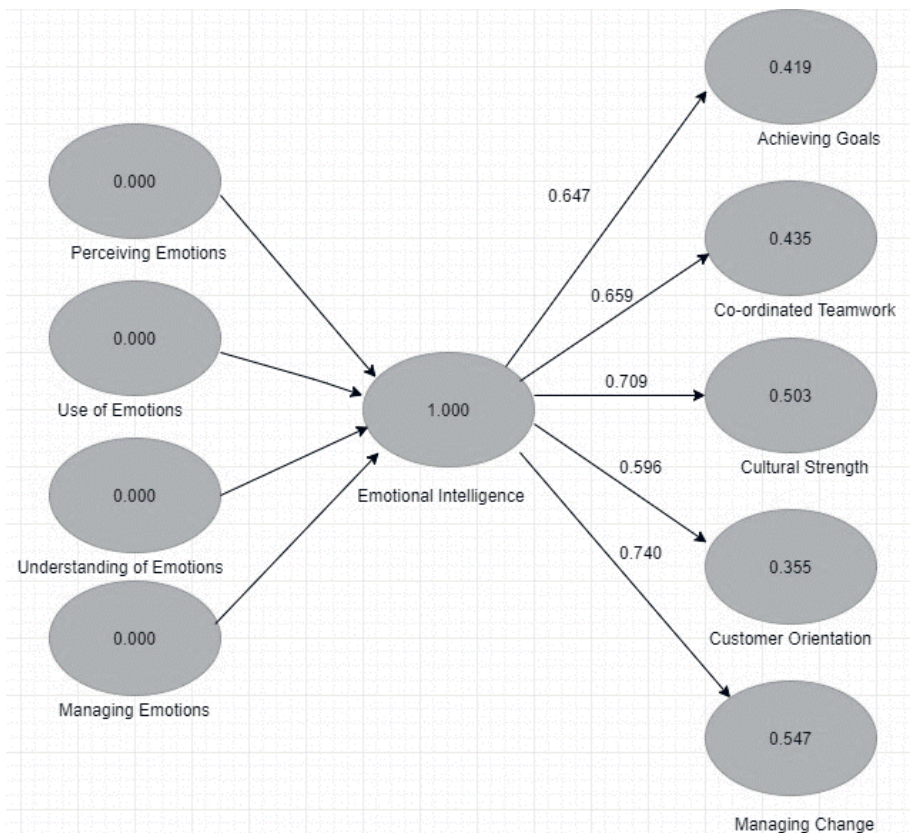 0.419
Achieving Goals
0.000
0.647
0.435
Perceiving Emotions
0.659
Co-ordinated Teamwork
0.000
0.709
0.503
Use of Emotions
1.000
Cultural Strength
0.000
0.596
Emotional Intelligence
0.740
0.355
Understanding of Emotions
0.000
Customer Orientation
Managing Emotions
0.547
Managing Change